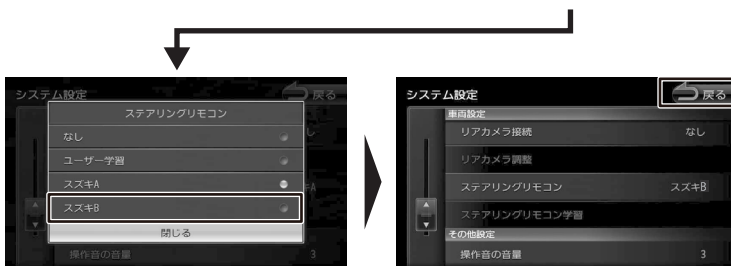 システム設定
戻る
ステアリングリモコン
なし
ユーザー学習
スズキA
スズキB
閉じる
操作音の音量 3
システム設定
戻る
車両設定
リアカメラ接続 なし
リアカメラ調整
ステアリングリモコン スズキB
ステアリングリモコン学習
その他設定
操作音の音量 3